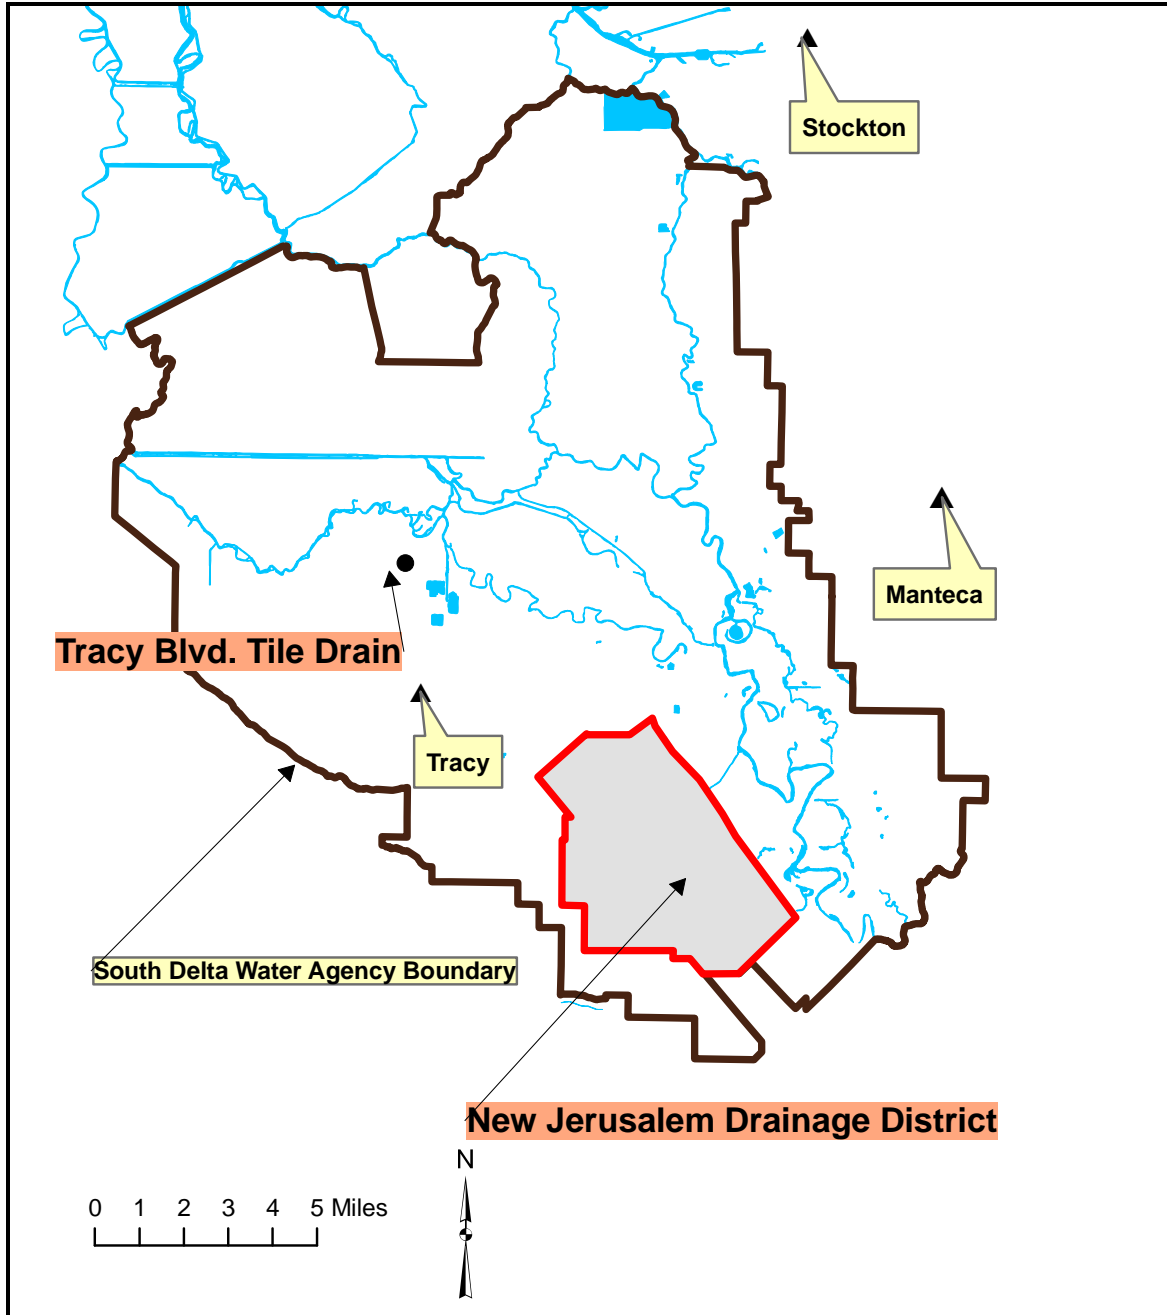 Stockton
Manteca
Tracy Blvd. Tile Drain
Tracy
South Delta Water Agency Boundary
New Jerusalem Drainage District
N
0 1 2 3 4 5 Miles